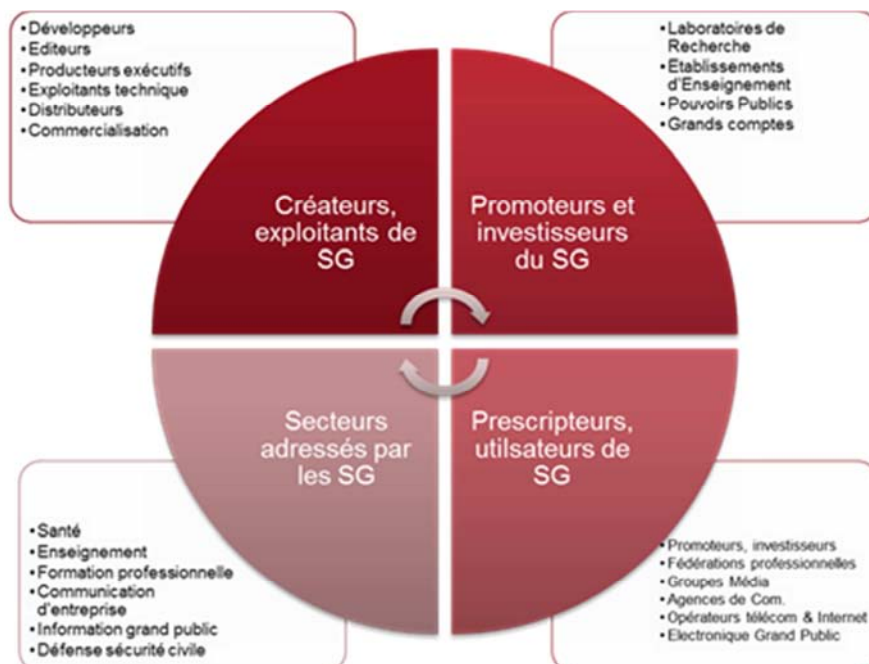 •Développeurs
•Editeurs
•Producteurs exécutifs
•Exploitants technique
•Distributeurs
•Commercialisation
•Laboratoires de
Recherche
•Etablissements
d'Enseignement
•Pouvoirs Publics
•Grands comptes
Créateurs,
exploitants de
SG
Promoteurs et
investisseurs
du SG
Secteurs
adressés par
les SG
Prescripteurs,
utilsateurs de
SG
•Santé
•Enseignement
•Formation professionnelle
•Communication
d'entreprise
•Information grand public
•Défense sécurité civile
•Promoteurs, investisseurs
•Fédérations professionnelles
•Groupes Média
•Agences de Com.
•Opérateurs télécom & Internet
•Electronique Grand Public